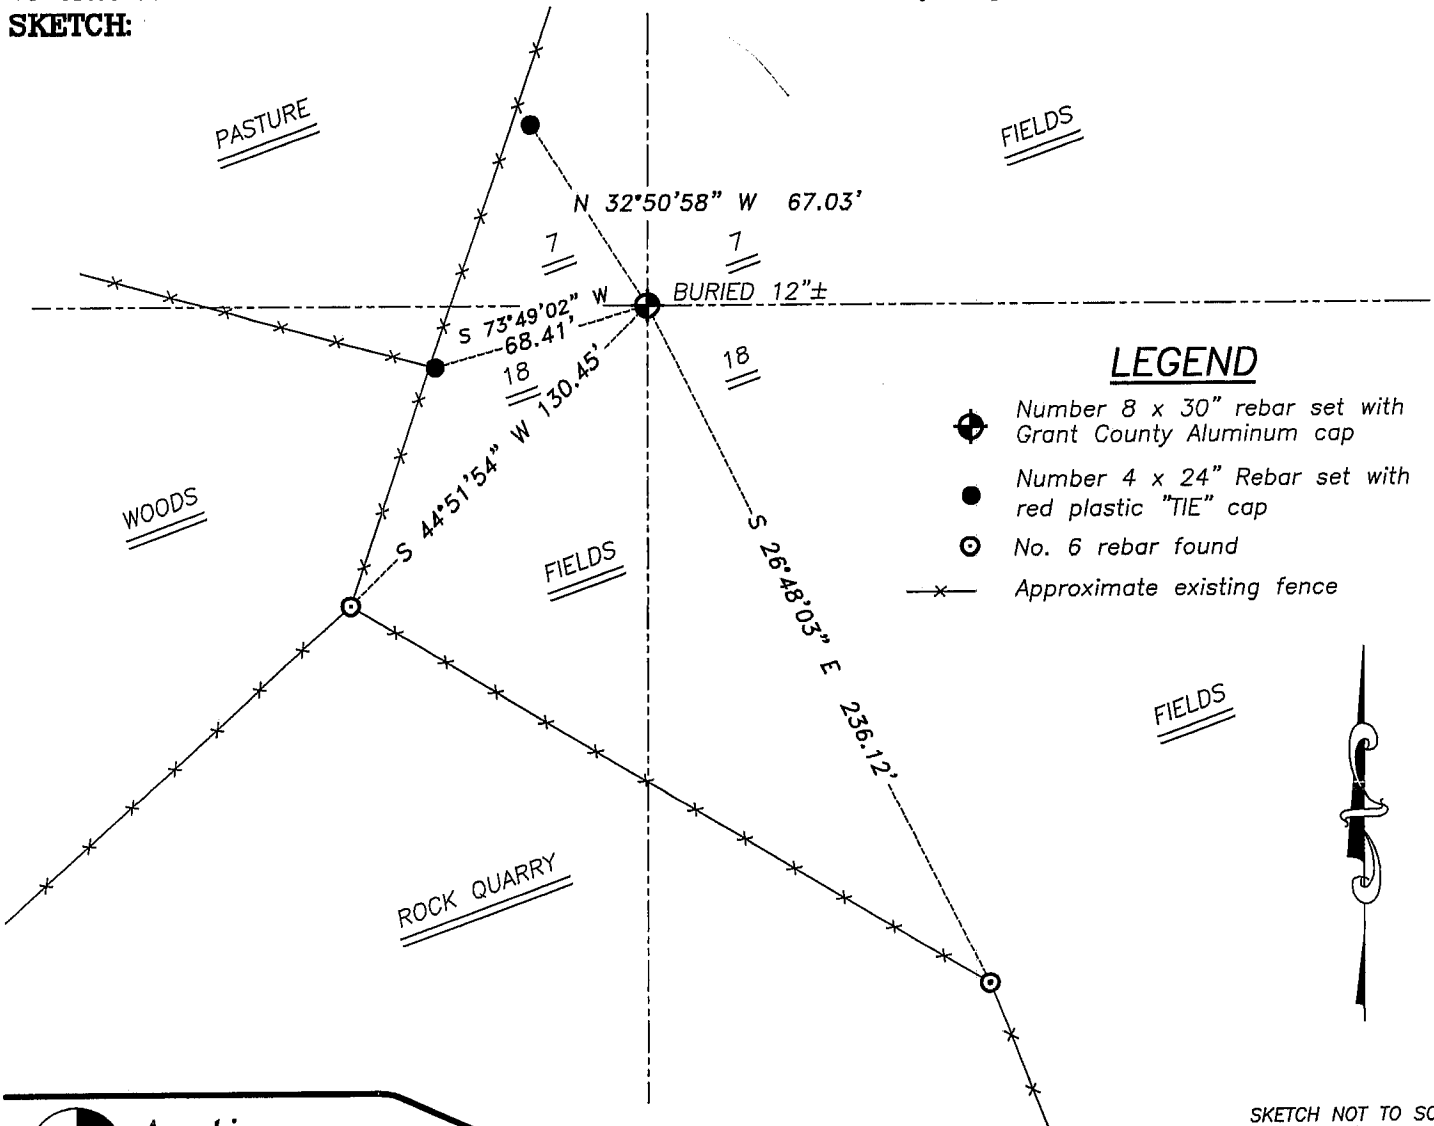 SKETCH:
PASTURE
FIELDS
N 32°50'58" W 67.03'
7
7
BURIED 12"±
S 73°49'02" W
68.41'
18
18
S 44°51'54" W 130.45'
LEGEND
Number 8 x 30" rebar set with
Grant County Aluminum cap
Number 4 x 24" Rebar set with
red plastic "TIE" cap
No. 6 rebar found
Approximate existing fence
WOODS
FIELDS
S 26°48'03" E 236.12'
FIELDS
ROCK QUARRY
SKETCH NOT TO SC